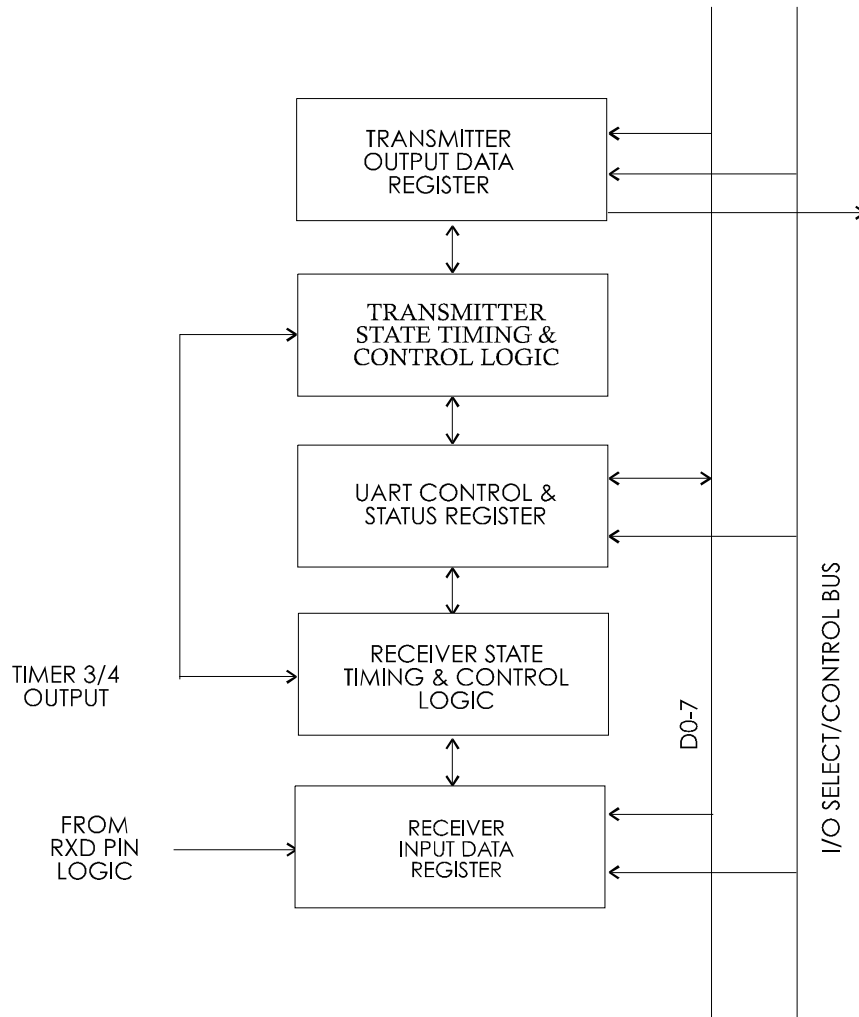 TRANSMITTER
OUTPUT DATA
REGISTER
TRANSMITTER
STATE TIMING &
CONTROL LOGIC
UART CONTROL &
STATUS REGISTER
RECEIVER STATE
TIMING & CONTROL
LOGIC
TIMER 3/4
OUTPUT
FROM
RXD PIN
LOGIC
RECEIVER
INPUT DATA
REGISTER
D0-7
I/O SELECT/CONTROL BUS